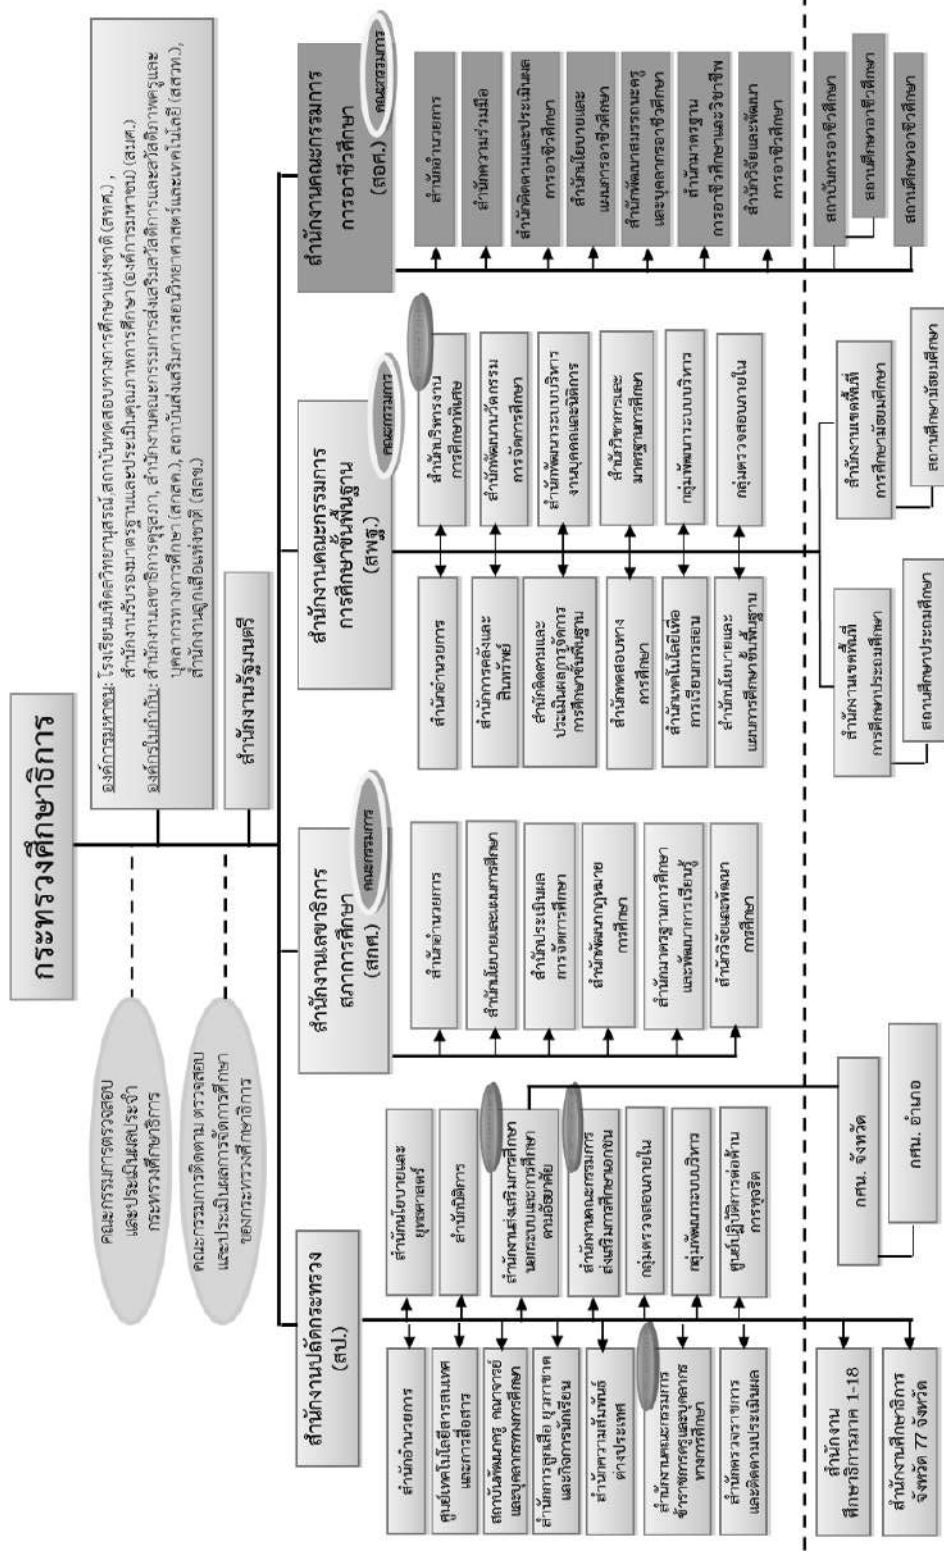 กระทรวงศึกษาธิการ
คณะกรรมการตรวจสอบ
และประเมินผลประจำ
กระทรวงศึกษาธิการ
คณะกรรมการติดตาม ตรวจสอบ
และประเมินผลการจัดการศึกษา
ของกระทรวงศึกษาธิการ
องค์การมหาชน: โรงเรียนมหิดลวิทยานุสรณ์,สถาบันทดสอบทางการศึกษาแห่งชาติ (สทศ.) ,
สำนักงานรับรองมาตรฐานและประเมินคุณภาพการศึกษา (องค์การมหาชน) (สมศ.)
องค์กรในกำกับ: สำนักงานเลขาธิการคุรุสภา, สำนักงานคณะกรรมการส่งเสริมสวัสดิการและสวัสดิภาพครูและ
บุคลากรทางการศึกษา (สกสค.), สถาบันส่งเสริมการสอนวิทยาศาสตร์และเทคโนโลยี (สสวท.),
สำนักงานลูกเสือแห่งชาติ (สลช.)
สำนักงานรัฐมนตรี
สำนักงานปลัดกระทรวง
(สป.)
สำนักอำนวยการ
ศูนย์เทคโนโลยีสารสนเทศ
และการสื่อสาร
สถาบันพัฒนาครู คณาจารย์
และบุคลากรทางการศึกษา
สำนักการลูกเสือ ยุวกาชาด
และกิจการนักเรียน
สำนักความสัมพันธ์
ต่างประเทศ
สำนักงานคณะกรรมการ
ข้าราชการครูและบุคลากร
ทางการศึกษา
สำนักตรวจราชการ
และติดตามประเมินผล
สำนักนโยบายและ
ยุทธศาสตร์
สำนักนิติการ
สำนักงานส่งเสริมการศึกษา
นอกระบบและการศึกษา
ตามอัธยาศัย
สำนักงานคณะกรรมการ
ส่งเสริมการศึกษาเอกชน
กลุ่มตรวจสอบภายใน
กลุ่มพัฒนาระบบบริหาร
ศูนย์ปฏิบัติการต่อต้าน
การทุจริต
สำนักงาน
ศึกษาธิการภาค 1-18
สำนักงานศึกษาธิการ
จังหวัด 77 จังหวัด
กศน. จังหวัด
กศน. อำเภอ
สำนักงานเลขาธิการ
สภาการศึกษา
(สกศ.)
คณะกรรมการ
สำนักอำนวยการ
สำนักนโยบายและแผนการศึกษา
สำนักประเมินผล
การจัดการศึกษา
สำนักพัฒนากฎหมาย
การศึกษา
สำนักมาตรฐานการศึกษา
และพัฒนาการเรียนรู้
สำนักวิจัยและพัฒนา
การศึกษา
สำนักงานคณะกรรมการ
การศึกษาขั้นพื้นฐาน
(สพฐ.)
คณะกรรมการ
สำนักอำนวยการ
สำนักการคลังและ
สินทรัพย์
สำนักติดตามและ
ประเมินผลการจัดการ
การศึกษาขั้นพื้นฐาน
สำนักทดสอบทาง
การศึกษา
สำนักเทคโนโลยีเพื่อ
การเรียนการสอน
สำนักนโยบายและ
แผนการศึกษาขั้นพื้นฐาน
สำนักบริหารงาน
การศึกษาพิเศษ
สำนักพัฒนานวัตกรรม
การจัดการศึกษา
สำนักพัฒนาระบบบริหาร
งานบุคคลและนิติการ
สำนักวิชาการและ
มาตรฐานการศึกษา
กลุ่มพัฒนาระบบบริหาร
กลุ่มตรวจสอบภายใน
สำนักงานเขตพื้นที่
การศึกษาประถมศึกษา
สถานศึกษาประถมศึกษา
สำนักงานเขตพื้นที่
การศึกษามัธยมศึกษา
สถานศึกษามัธยมศึกษา
สำนักงานคณะกรรมการ
การอาชีวศึกษา
(สอศ.)
คณะกรรมการ
สำนักอำนวยการ
สำนักความร่วมมือ
สำนักติดตามและประเมินผล
การอาชีวศึกษา
สำนักนโยบายและ
แผนการอาชีวศึกษา
สำนักพัฒนาสมรรถนะครู
และบุคลากรอาชีวศึกษา
สำนักมาตรฐาน
การอาชีวศึกษาและวิชาชีพ
สำนักวิจัยและพัฒนา
การอาชีวศึกษา
สถาบันการอาชีวศึกษา
สถานศึกษาอาชีวศึกษา
สถานศึกษาอาชีวศึกษา